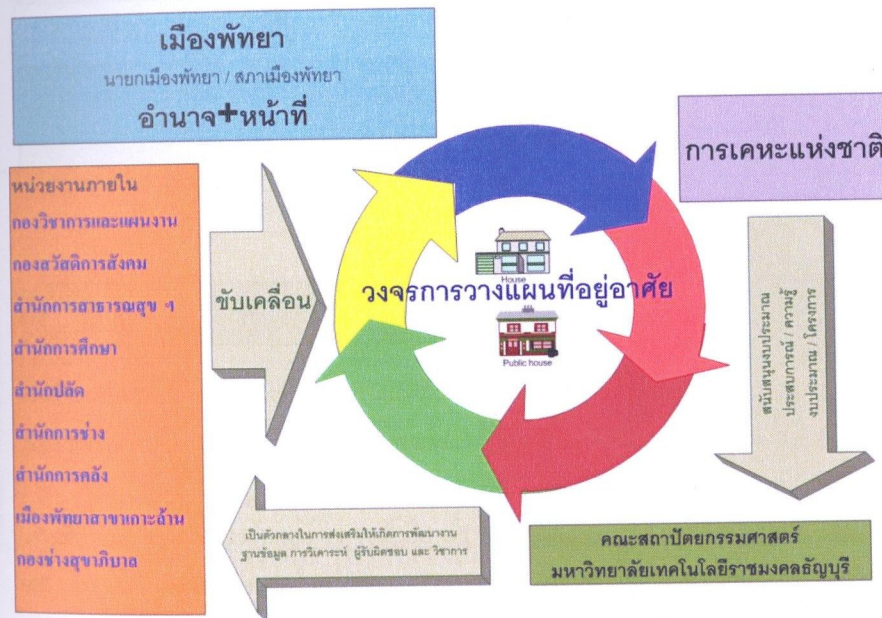 เมืองพัทยา
นายกเมืองพัทยา / สภาเมืองพัทยา
อำนาจ+หน้าที่
การเคหะแห่งชาติ
หน่วยงานภายใน
กองวิชาการและแผนงาน
กองสวัสดิการสังคม
สำนักการสาธารณสุข ฯ
สำนักการศึกษา
สำนักปลัด
สำนักการช่าง
สำนักการคลัง
เมืองพัทยาสาขาเกาะล้าน
กองช่างสุขาภิบาล
ขับเคลื่อน
House
วงจรการวางแผนที่อยู่อาศัย
Public house
สนับสนุนงบประมาณ
ประสบการณ์ / ความรู้
งบประมาณ / โครงการ
เป็นตัวกลางในการส่งเสริมให้เกิดการพัฒนางาน
ฐานข้อมูล การวิเคราะห์ ผู้รับผิดชอบ และ วิชาการ
คณะสถาปัตยกรรมศาสตร์
มหาวิทยาลัยเทคโนโลยีราชมงคลธัญบุรี